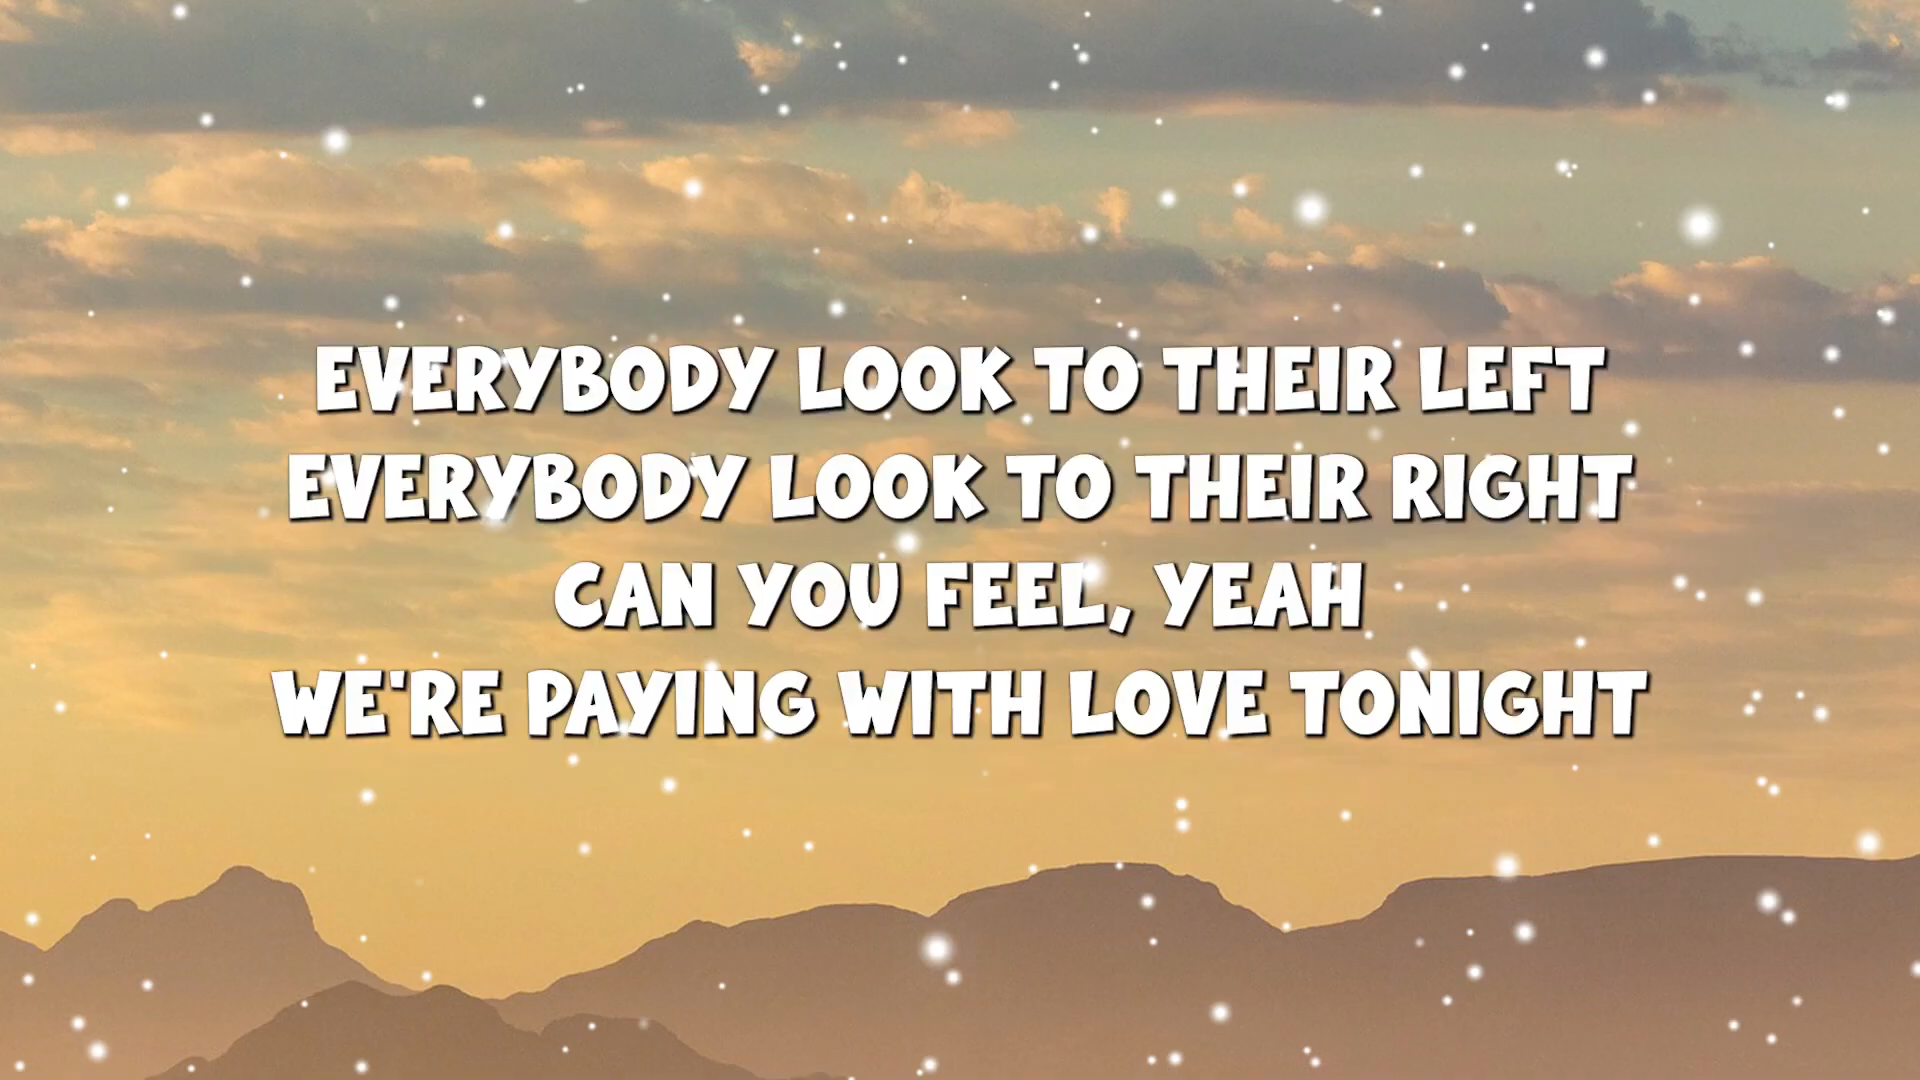 EVERYBODY LOOK TO THEIR LEFT
EVERYBODY LOOK TO THEIR RIGHT
CAN YOU FEEL, YEAH
WE'RE PAYING WITH LOVE TONIGHT